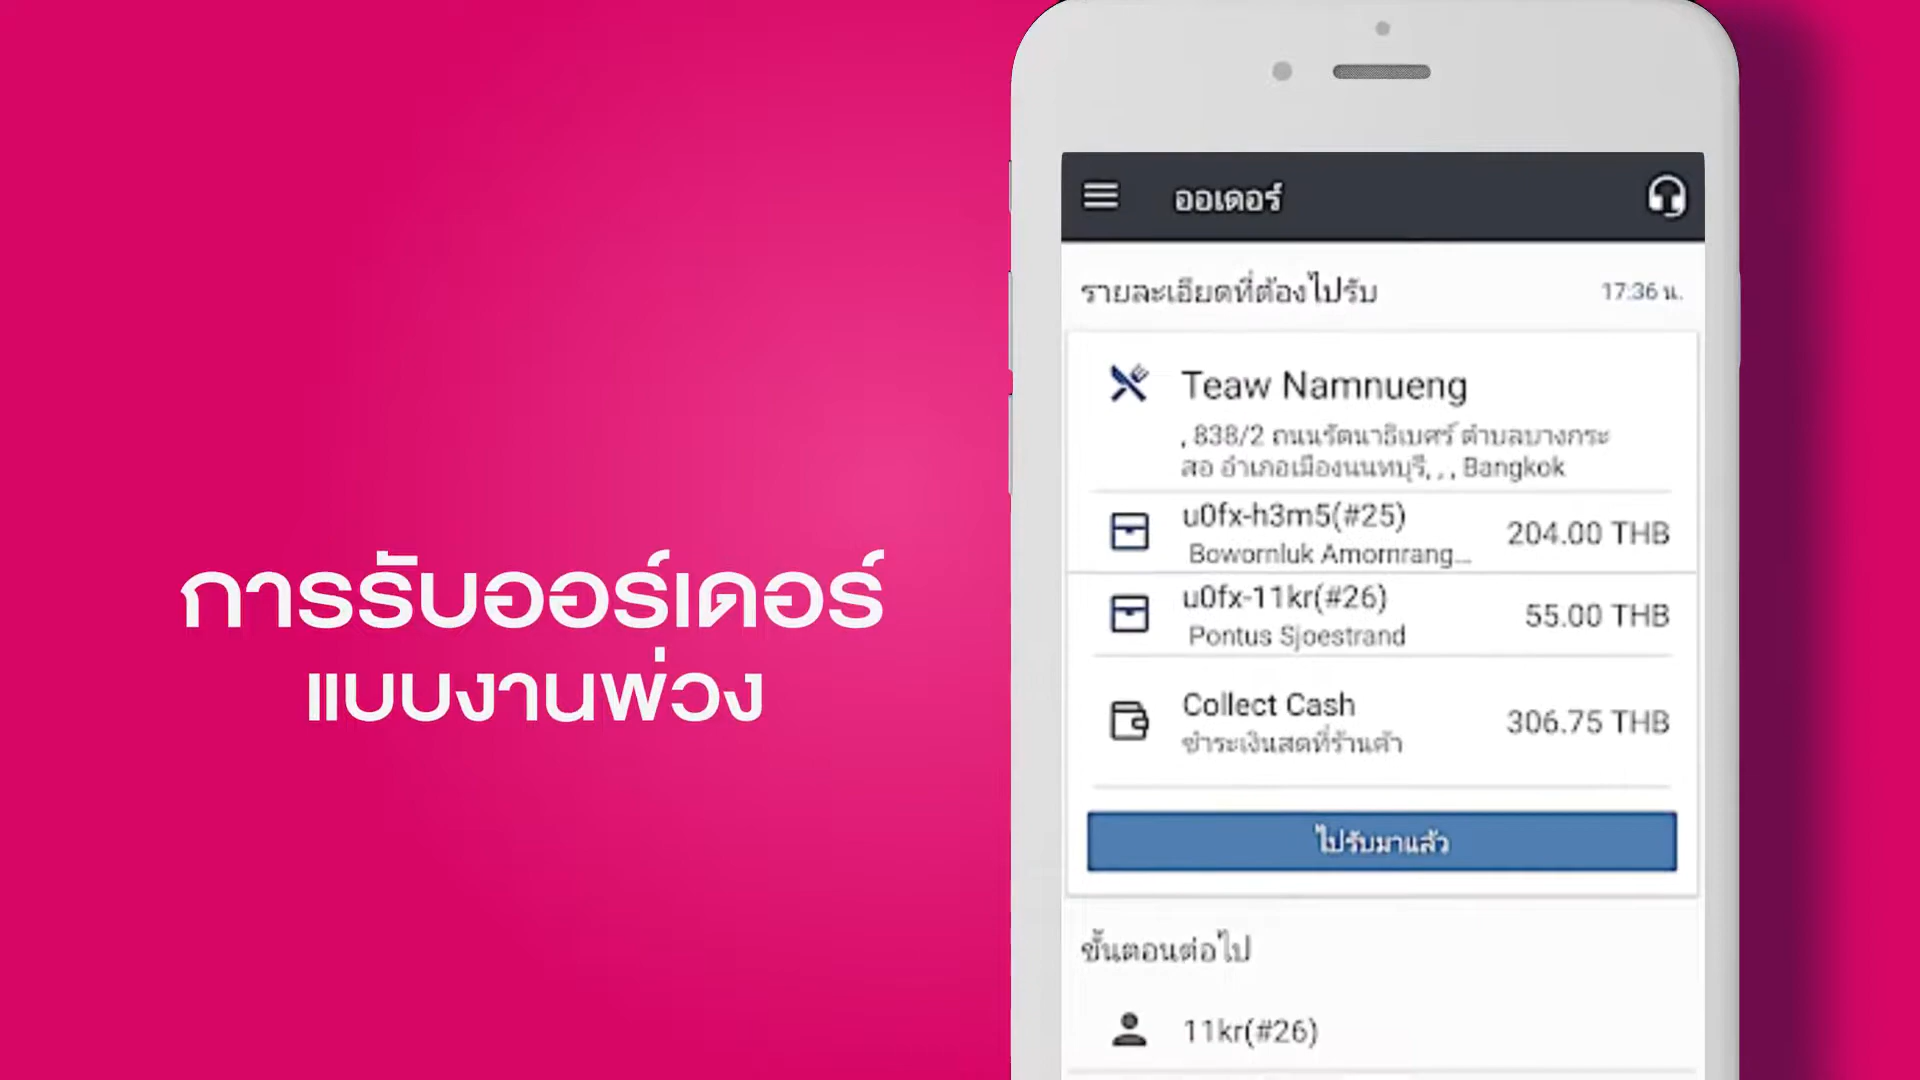 การรับออร์เดอร์
แบบงานพ่วง
ออเดอร์
รายละเอียดที่ต้องไปรับ
17:36 น.
Teaw Namnueng
, 838/2 ถนนรัตนาธิเบศร์ ตำบลบางกระ
สอ อำเภอเมืองนนทบุรี, , , Bangkok
u0fx-h3m5(#25)
204.00 THB
Bowornluk Amornrang...
u0fx-11kr(#26)
55.00 THB
Pontus Sjoestrand
Collect Cash
306.75 THB
ชำระเงินสดที่ร้านค้า
ไปรับมาแล้ว
ขั้นตอนต่อไป
11kr(#26)